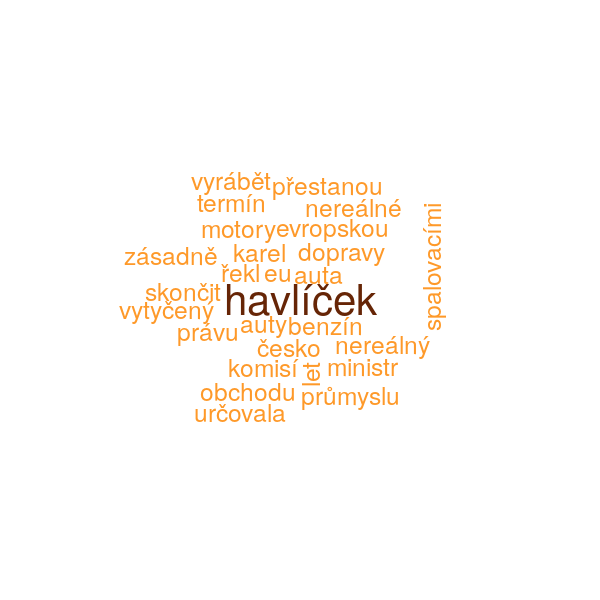 vyrábět přestanou
termín nereálné
motory evropskou
spalovacími
zásadně karel dopravy
řekl eu auta
skončit havlíček
vytyčený
právu auty benzín
česko nereálný
komisí let ministr
obchodu průmyslu
určovala